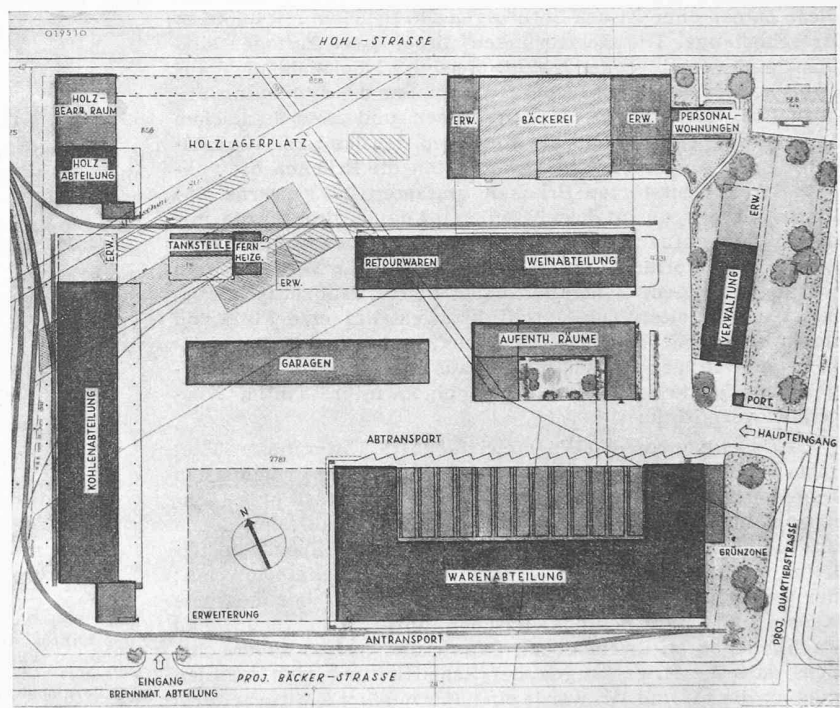 019510
HOHL-STRASSE
HOLZ-
BEARB. RAUM
HOLZ-
ABTEILUNG
HOLZLAGERPLATZ
ERW.
BÄCKEREI
ERW.
PERSONAL-
WOHNUNGEN
ERW.
TANKSTELLE
FERN-
HEIZG.
ERW.
RETOURWAREN
WEINABTEILUNG
ERW.
VERWALTUNG
GARAGEN
AUFENTH. RÄUME
PORT.
HAUPTEINGANG
KOHLENABTEILUNG
ABTRANSPORT
2781
N
WARENABTEILUNG
GRÜNZONE
ERWEITERUNG
ANTRANSPORT
PROJ. QUARTIERSTRASSE
EINGANG
BRENNMAT. ABTEILUNG
PROJ. BÄCKER-STRASSE